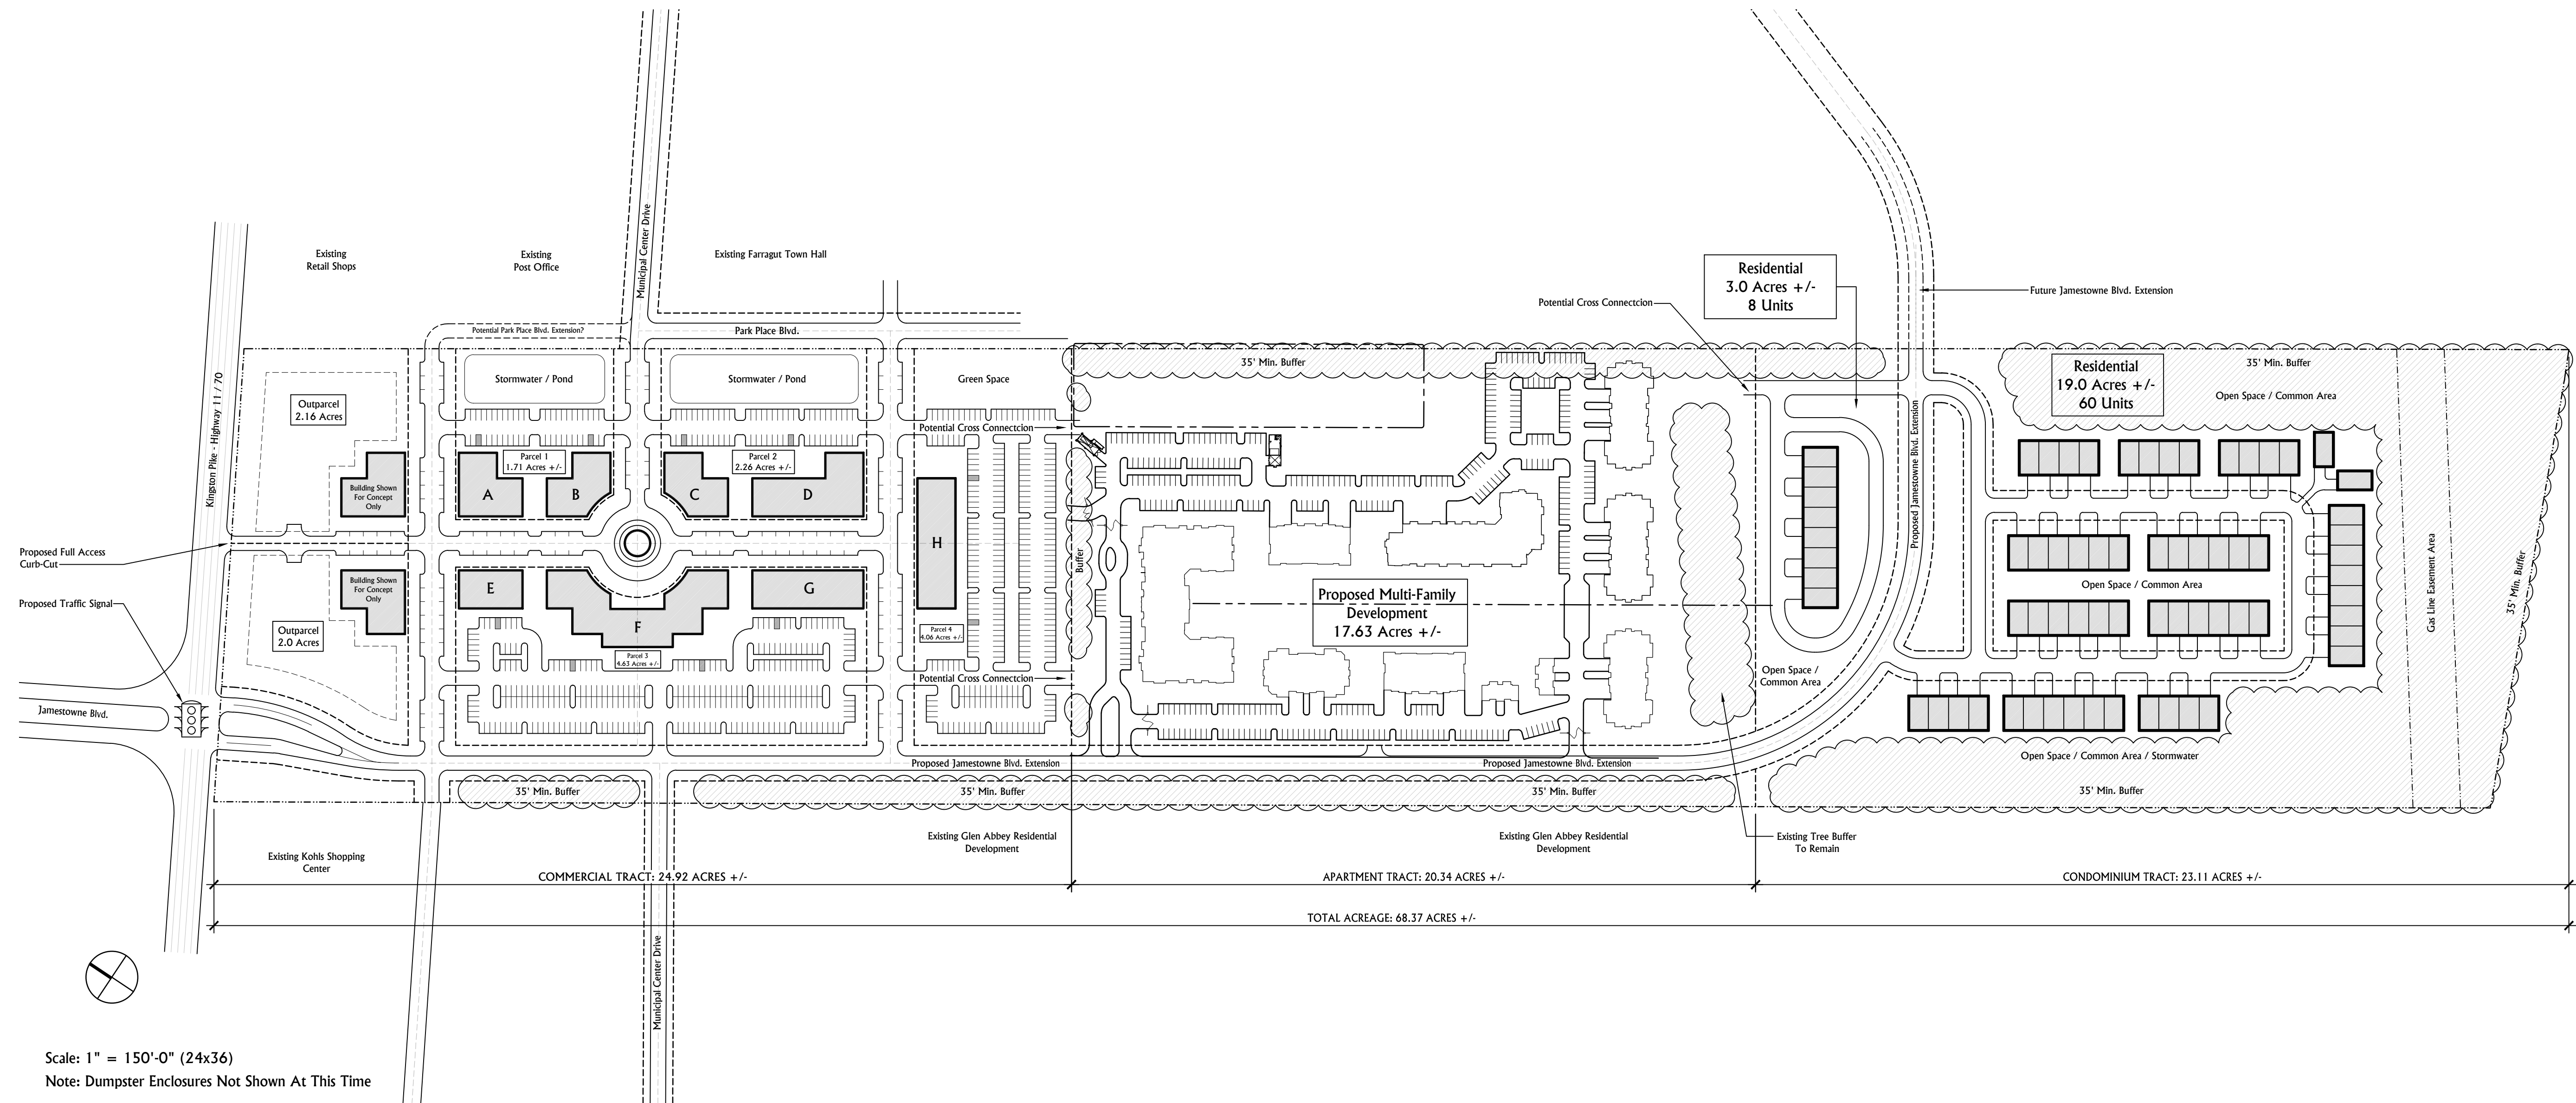 Existing
Retail Shops
Existing
Post Office
Municipal Center Drive
Existing Farragut Town Hall
Residential
3.0 Acres +/-
8 Units
Potential Cross Connectcion
Future Jamestowne Blvd. Extension
Potential Park Place Blvd. Extension?
Park Place Blvd.
Kingston Pike - Highway 11 / 70
Stormwater / Pond
Stormwater / Pond
Green Space
35' Min. Buffer
Residential
19.0 Acres +/-
60 Units
35' Min. Buffer
Open Space / Common Area
Outparcel
2.16 Acres
Potential Cross Connectcion
Parcel 1
1.71 Acres +/-
Parcel 2
2.26 Acres +/-
Building Shown
For Concept
Only
A
B
C
D
H
Buffer
Proposed Jamestowne Blvd. Extension
Proposed Full Access
Curb-Cut
Building Shown
For Concept
Only
E
F
G
Proposed Multi-Family
Development
17.63 Acres +/-
Open Space / Common Area
Gas Line Easement Area
35' Min. Buffer
Proposed Traffic Signal
Outparcel
2.0 Acres
Parcel 3
4.63 Acres +/-
Parcel 4
4.06 Acres +/-
Potential Cross Connectcion
Open Space /
Common Area
Jamestowne Blvd.
Proposed Jamestowne Blvd. Extension
Proposed Jamestowne Blvd. Extension
Open Space / Common Area / Stormwater
35' Min. Buffer
35' Min. Buffer
35' Min. Buffer
35' Min. Buffer
Existing Kohls Shopping
Center
Existing Glen Abbey Residential
Development
Existing Glen Abbey Residential
Development
Existing Tree Buffer
To Remain
COMMERCIAL TRACT: 24.92 ACRES +/-
APARTMENT TRACT: 20.34 ACRES +/-
CONDOMINIUM TRACT: 23.11 ACRES +/-
TOTAL ACREAGE: 68.37 ACRES +/-
Municipal Center Drive
Scale: 1" = 150'-0" (24x36)
Note: Dumpster Enclosures Not Shown At This Time